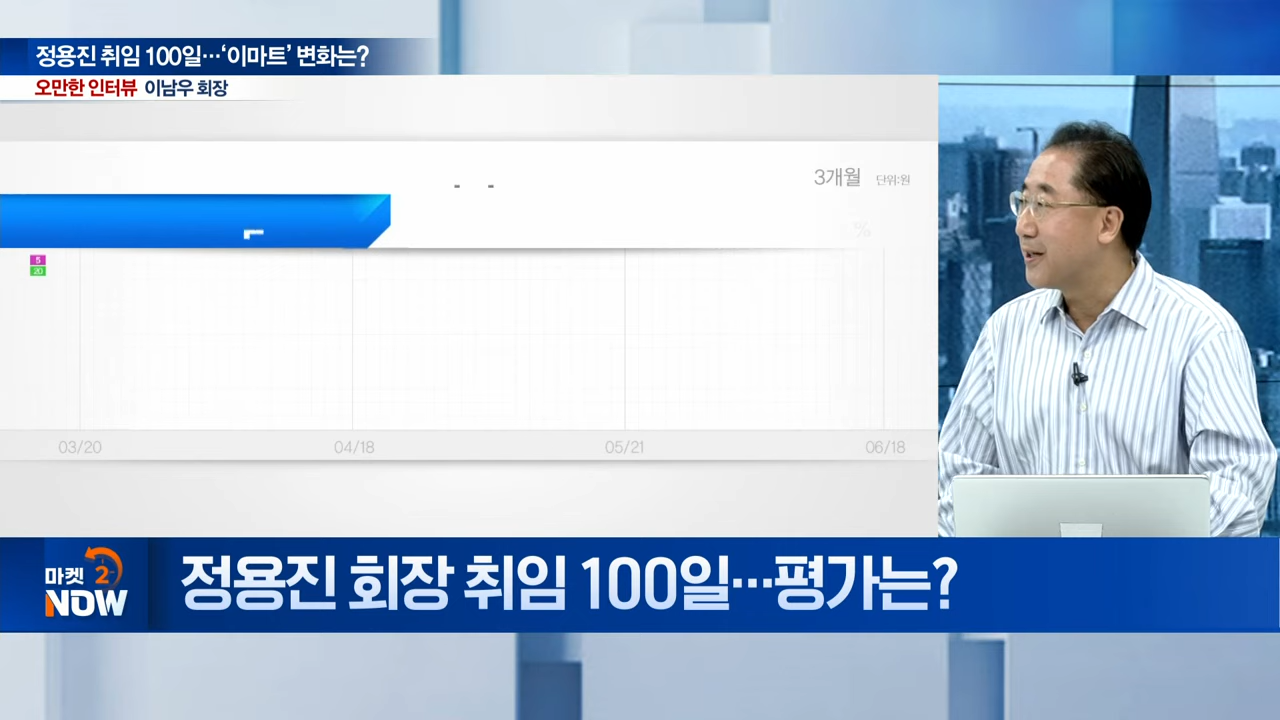 정용진 취임 100일…‘이마트’ 변화는?
오만한 인터뷰 이남우 회장
3개월 단위:원
%
5
20
03/20 04/18 05/21 06/18
마켓 2
NOW
정용진 회장 취임 100일…평가는?